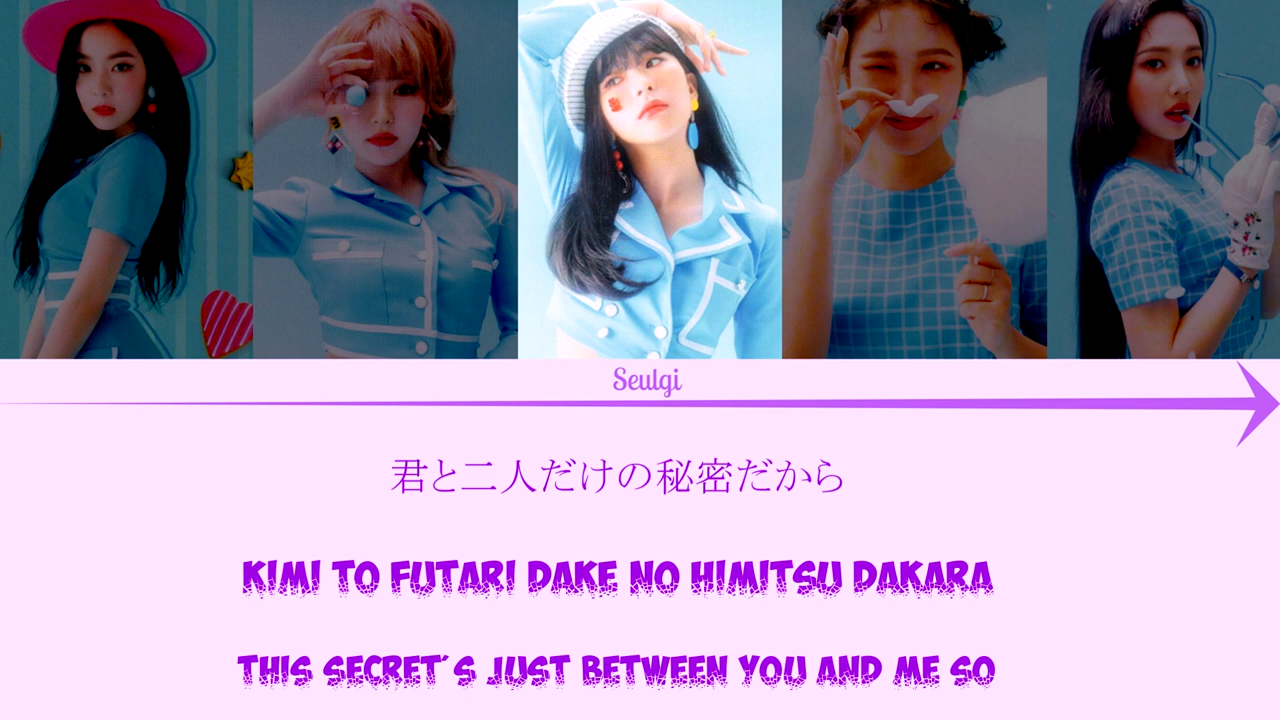 Seulgi
君と二人だけの秘密だから
KIMI TO FUTARI DAKE NO HIMITSU DAKARA
THIS SECRET´S JUST BETWEEN YOU AND ME SO